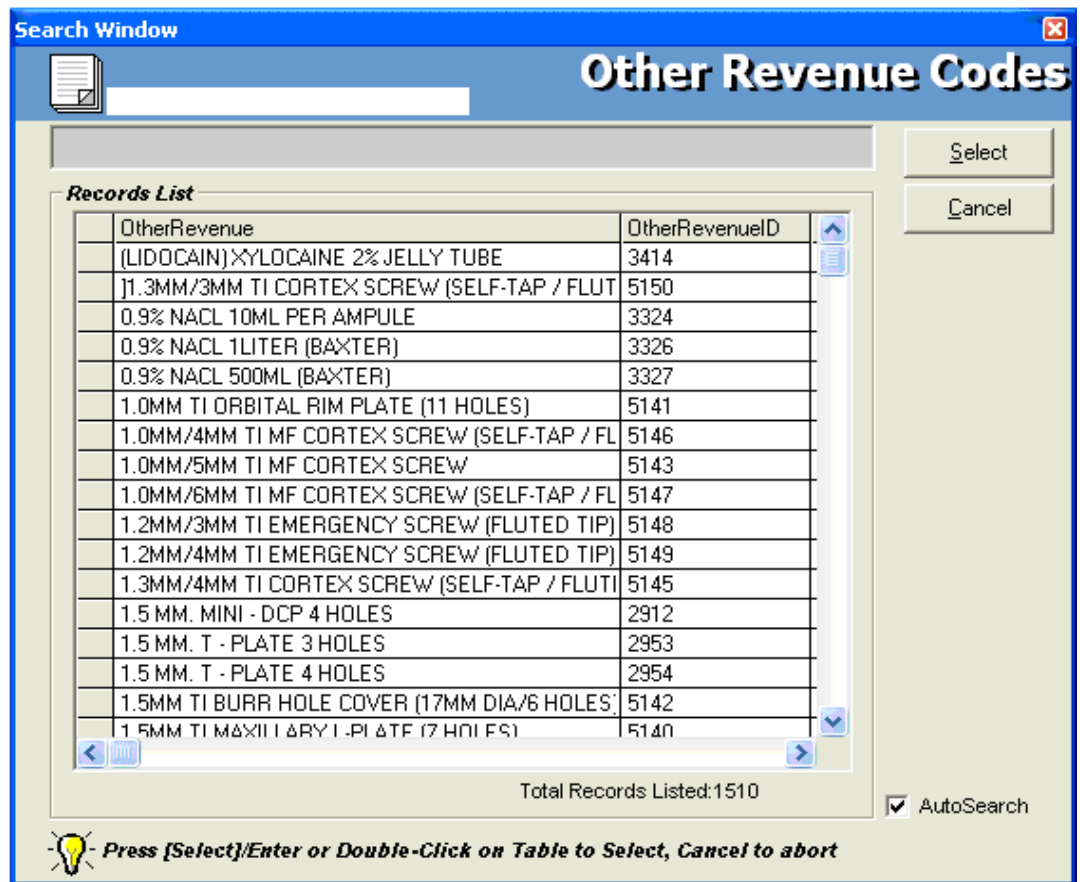 Search Window
Other Revenue Codes
Select
Records List
Cancel
OtherRevenue OtherRevenueID
(LIDOCAIN) XYLOCAINE 2% JELLY TUBE 3414
]1.3MM/3MM TI CORTEX SCREW (SELF-TAP / FLUT 5150
0.9% NACL 10ML PER AMPULE 3324
0.9% NACL 1LITER (BAXTER) 3326
0.9% NACL 500ML (BAXTER) 3327
1.0MM TI ORBITAL RIM PLATE (11 HOLES) 5141
1.0MM/4MM TI MF CORTEX SCREW (SELF-TAP / FL 5146
1.0MM/5MM TI MF CORTEX SCREW 5143
1.0MM/6MM TI MF CORTEX SCREW (SELF-TAP / FL 5147
1.2MM/3MM TI EMERGENCY SCREW (FLUTED TIP) 5148
1.2MM/4MM TI EMERGENCY SCREW (FLUTED TIP) 5149
1.3MM/4MM TI CORTEX SCREW (SELF-TAP / FLUTI 5145
1.5 MM. MINI - DCP 4 HOLES 2912
1.5 MM. T - PLATE 3 HOLES 2953
1.5 MM. T - PLATE 4 HOLES 2954
1.5MM TI BURR HOLE COVER (17MM DIA/6 HOLES) 5142
1.5MM TI MAXILLARY L-PLATE (7 HOLES) 5140
Total Records Listed:1510
AutoSearch
Press [Select]/Enter or Double-Click on Table to Select, Cancel to abort